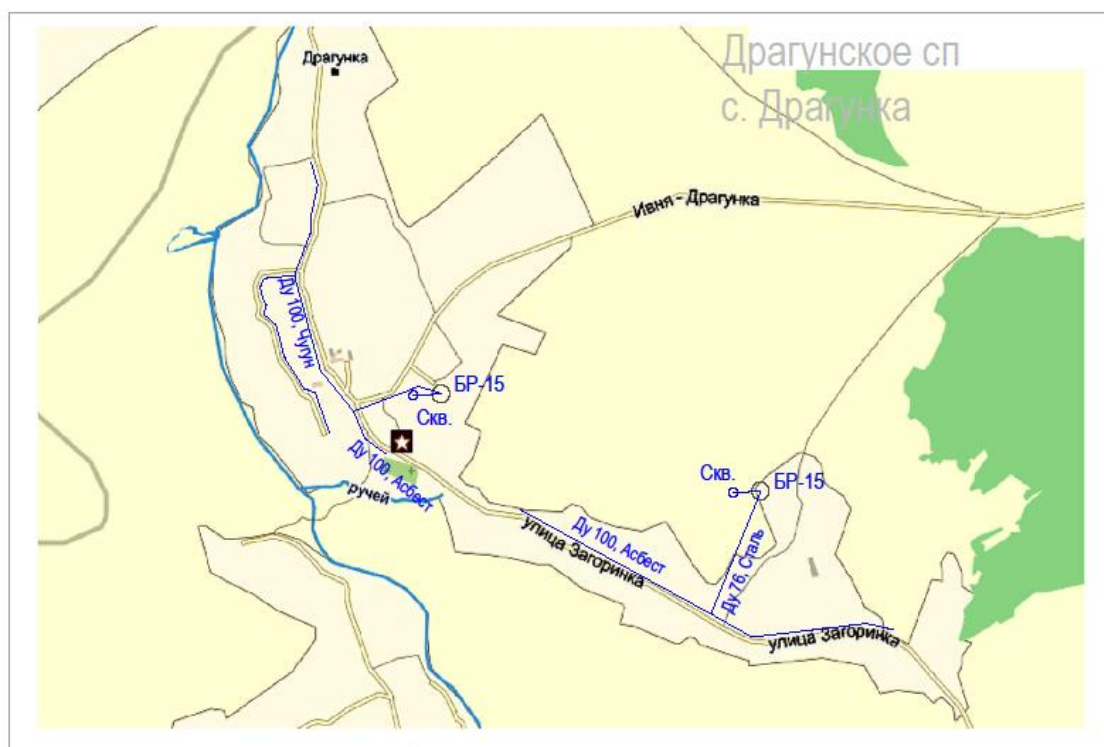 Драгунское сп
с. Драгунка
Драгунка
Ивня - Драгунка
Ду 100, Чугун
БР-15
Скв.
Ду 100, Асбест
ручей
Скв.
БР-15
Ду 100, Асбест
улица Загоринка
Ду 76, Сталь
улица Загоринка